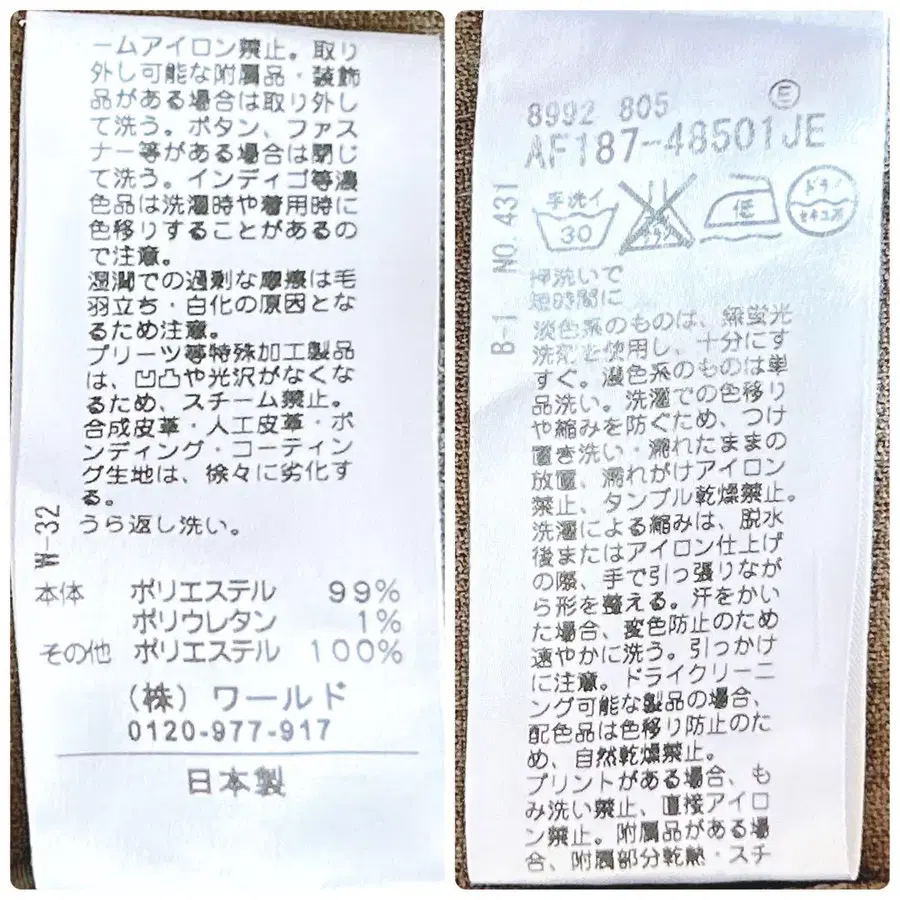 ームアイロン禁止。取り
外し可能な附属品・装飾
品がある場合は取り外し
て洗う。ボタン、ファス
ナー等がある場合は閉じ
て洗う。インディゴ等濃
色品は洗濯時や着用時に
色移りすることがあるの
で注意。
湿潤での過剰な摩擦は毛
羽立ち・白化の原因とな
るため注意。
プリーツ等特殊加工製品
は、凹凸や光沢がなくな
るため、スチーム禁止。
合成皮革・人工皮革・ボ
ンディング・コーティン
グ生地は、徐々に劣化す
る。
うら返し洗い。
W-32
本体 ポリエステル 99%
ポリウレタン 1%
その他 ポリエステル 100%
(株)ワールド
0120-977-917
日本製
E
8992 805
AF187-48501JE
B-1 NO. 431
手洗イ
30
低
ドライ
セキユ系
押洗いで
短時間に
淡色系のものは、無蛍光
洗剤を使用し、十分にす
すぐ。濃色系のものは単
品洗い。洗濯での色移り
や縮みを防ぐため、つけ
置き洗い・濡れたままの
放置、濡れがけアイロン
禁止、タンブル乾燥禁止。
洗濯による縮みは、脱水
後またはアイロン仕上げ
の際、手で引っ張りなが
ら形を整える。汗をかい
た場合、変色防止のため
速やかに洗う。引っかけ
に注意。ドライクリーニ
ング可能な製品の場合、
配色品は色移り防止のた
め、自然乾燥禁止。
プリントがある場合、も
み洗い禁止、直接アイロ
ン禁止。附属品がある場
合、附属部分乾熱・スチ